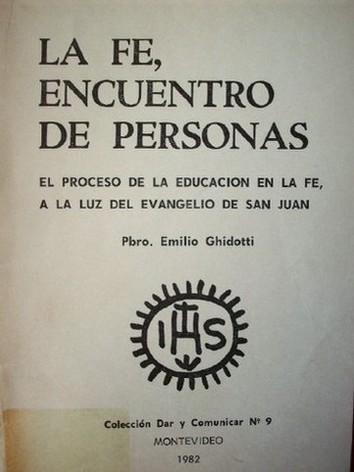 LA FE,
ENCUENTRO
DE PERSONAS
EL PROCESO DE LA EDUCACION EN LA FE,
A LA LUZ DEL EVANGELIO DE SAN JUAN
Pbro. Emilio Ghidotti
IHS
Colección Dar y Comunicar Nº 9
MONTEVIDEO
1982